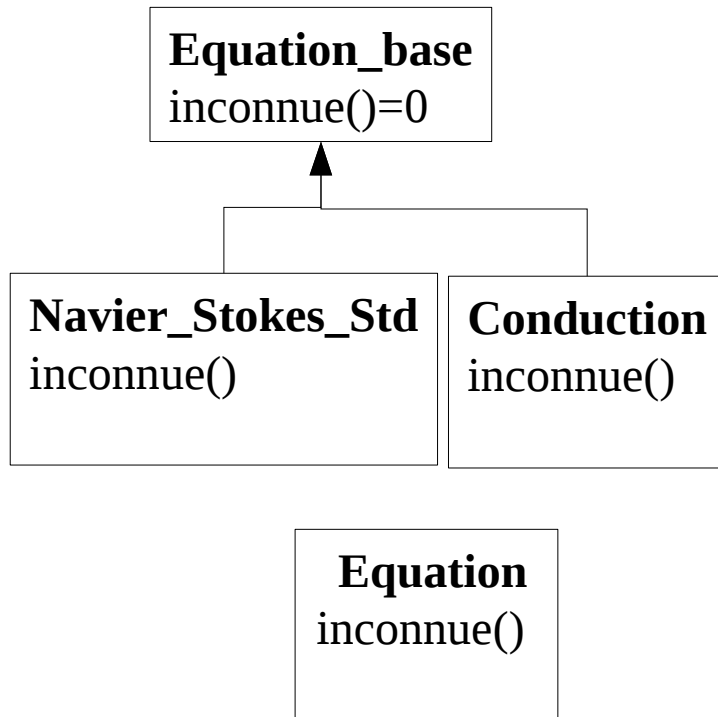 Equation_base
inconnue()=0
Navier_Stokes_Std
inconnue()
Conduction
inconnue()
Equation
inconnue()